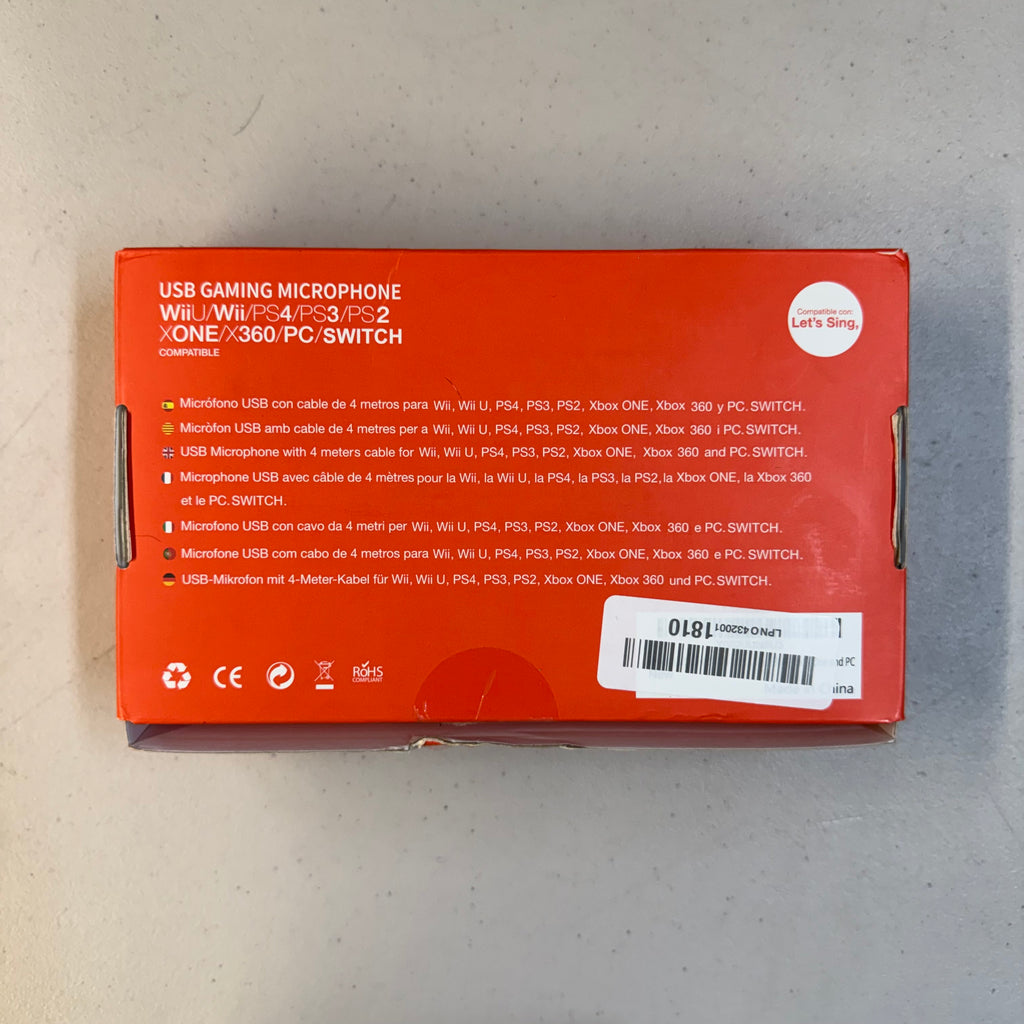 USB GAMING MICROPHONE
WiiU/Wii/PS4/PS3/PS2
XONE/X360/PC/SWITCH
COMPATIBLE
Compatible con:
Let's Sing,
Micrófono USB con cable de 4 metros para Wii, Wii U, PS4, PS3, PS2, Xbox ONE, Xbox 360 y PC. SWITCH.
Micròfon USB amb cable de 4 metres per a Wii, Wii U, PS4, PS3, PS2, Xbox ONE, Xbox 360 i PC. SWITCH.
USB Microphone with 4 meters cable for Wii, Wii U, PS4, PS3, PS2, Xbox ONE, Xbox 360 and PC. SWITCH.
Microphone USB avec câble de 4 mètres pour la Wii, la Wii U, la PS4, la PS3, la PS2, la Xbox ONE, la Xbox 360
et le PC. SWITCH.
Microfono USB con cavo da 4 metri per Wii, Wii U, PS4, PS3, PS2, Xbox ONE, Xbox 360 e PC. SWITCH.
Microfone USB com cabo de 4 metros para Wii, Wii U, PS4, PS3, PS2, Xbox ONE, Xbox 360 e PC. SWITCH.
USB-Mikrofon mit 4-Meter-Kabel für Wii, Wii U, PS4, PS3, PS2, Xbox ONE, Xbox 360 und PC. SWITCH.
LPNO432001 1810
and PC
New
Made in China
CE
RoHS
COMPLIANT